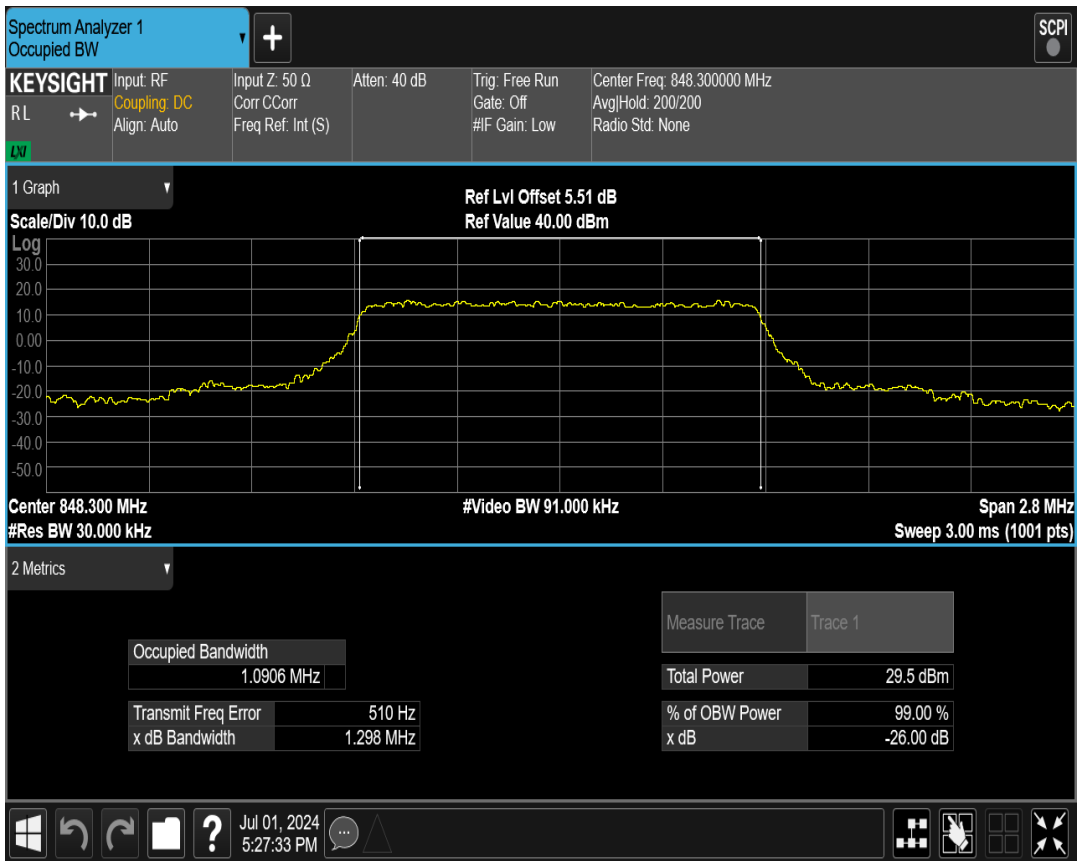 Spectrum Analyzer 1
Occupied BW
+
SCPI
KEYSIGHT
R L
LXI
Input: RF
Coupling: DC
Align: Auto
Input Z: 50 Ω
Corr CCorr
Freq Ref: Int (S)
Atten: 40 dB
Trig: Free Run
Gate: Off
#IF Gain: Low
Center Freq: 848.300000 MHz
Avg|Hold: 200/200
Radio Std: None
1 Graph
Ref Lvl Offset 5.51 dB
Scale/Div 10.0 dB
Ref Value 40.00 dBm
Log
30.0
20.0
10.0
0.00
-10.0
-20.0
-30.0
-40.0
-50.0
Center 848.300 MHz
#Video BW 91.000 kHz
Span 2.8 MHz
#Res BW 30.000 kHz
Sweep 3.00 ms (1001 pts)
2 Metrics
Measure Trace Trace 1
Occupied Bandwidth
1.0906 MHz
Total Power 29.5 dBm
Transmit Freq Error 510 Hz
% of OBW Power 99.00 %
x dB Bandwidth 1.298 MHz
x dB -26.00 dB
?
Jul 01, 2024
5:27:33 PM